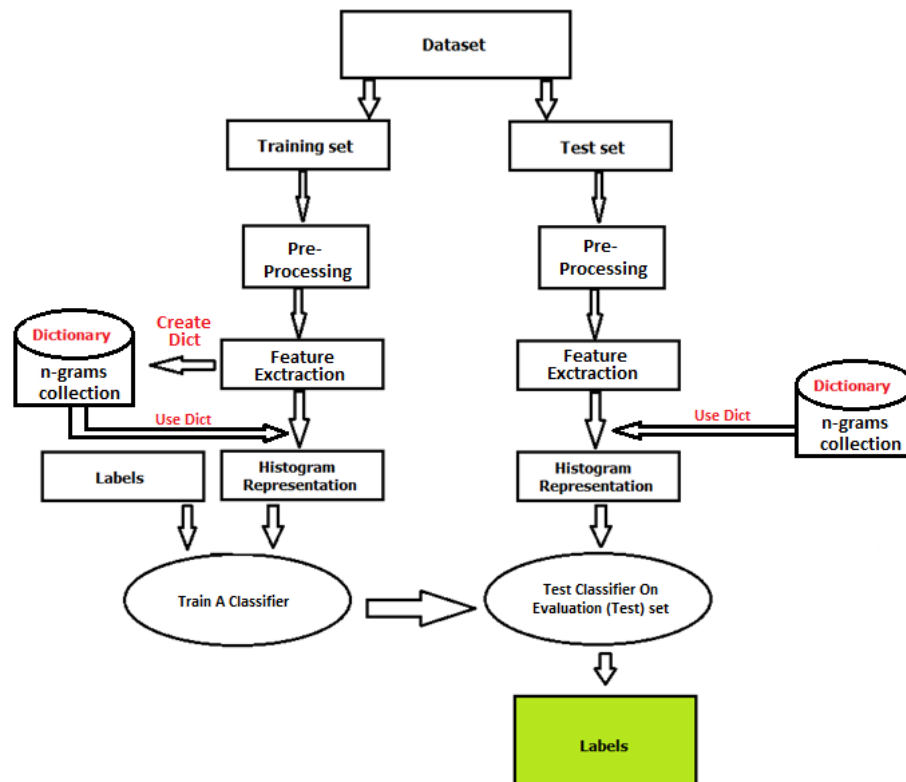 Dataset
Training set
Test set
Pre-
Processing
Pre-
Processing
Create
Dict
Dictionary
n-grams
collection
Feature
Exctraction
Feature
Exctraction
Dictionary
n-grams
collection
Use Dict
Use Dict
Labels
Histogram
Representation
Histogram
Representation
Train A Classifier
Test Classifier On
Evaluation (Test) set
Labels